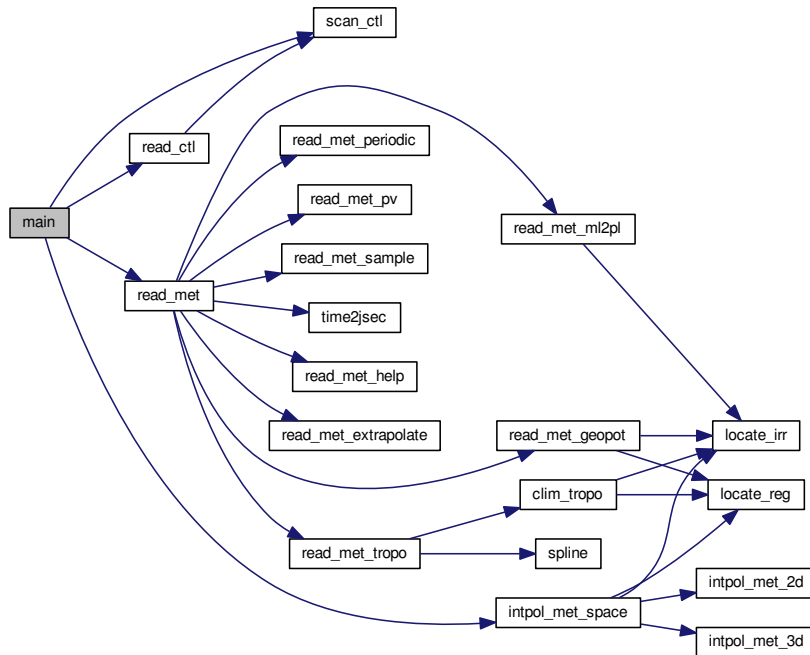 scan_ctl
read_ctl
read_met_periodic
read_met_pv
main
read_met_ml2pl
read_met_sample
read_met
time2jsec
read_met_help
read_met_extrapolate
read_met_geopot
locate_irr
clim_tropo
locate_reg
read_met_tropo
spline
intpol_met_2d
intpol_met_space
intpol_met_3d